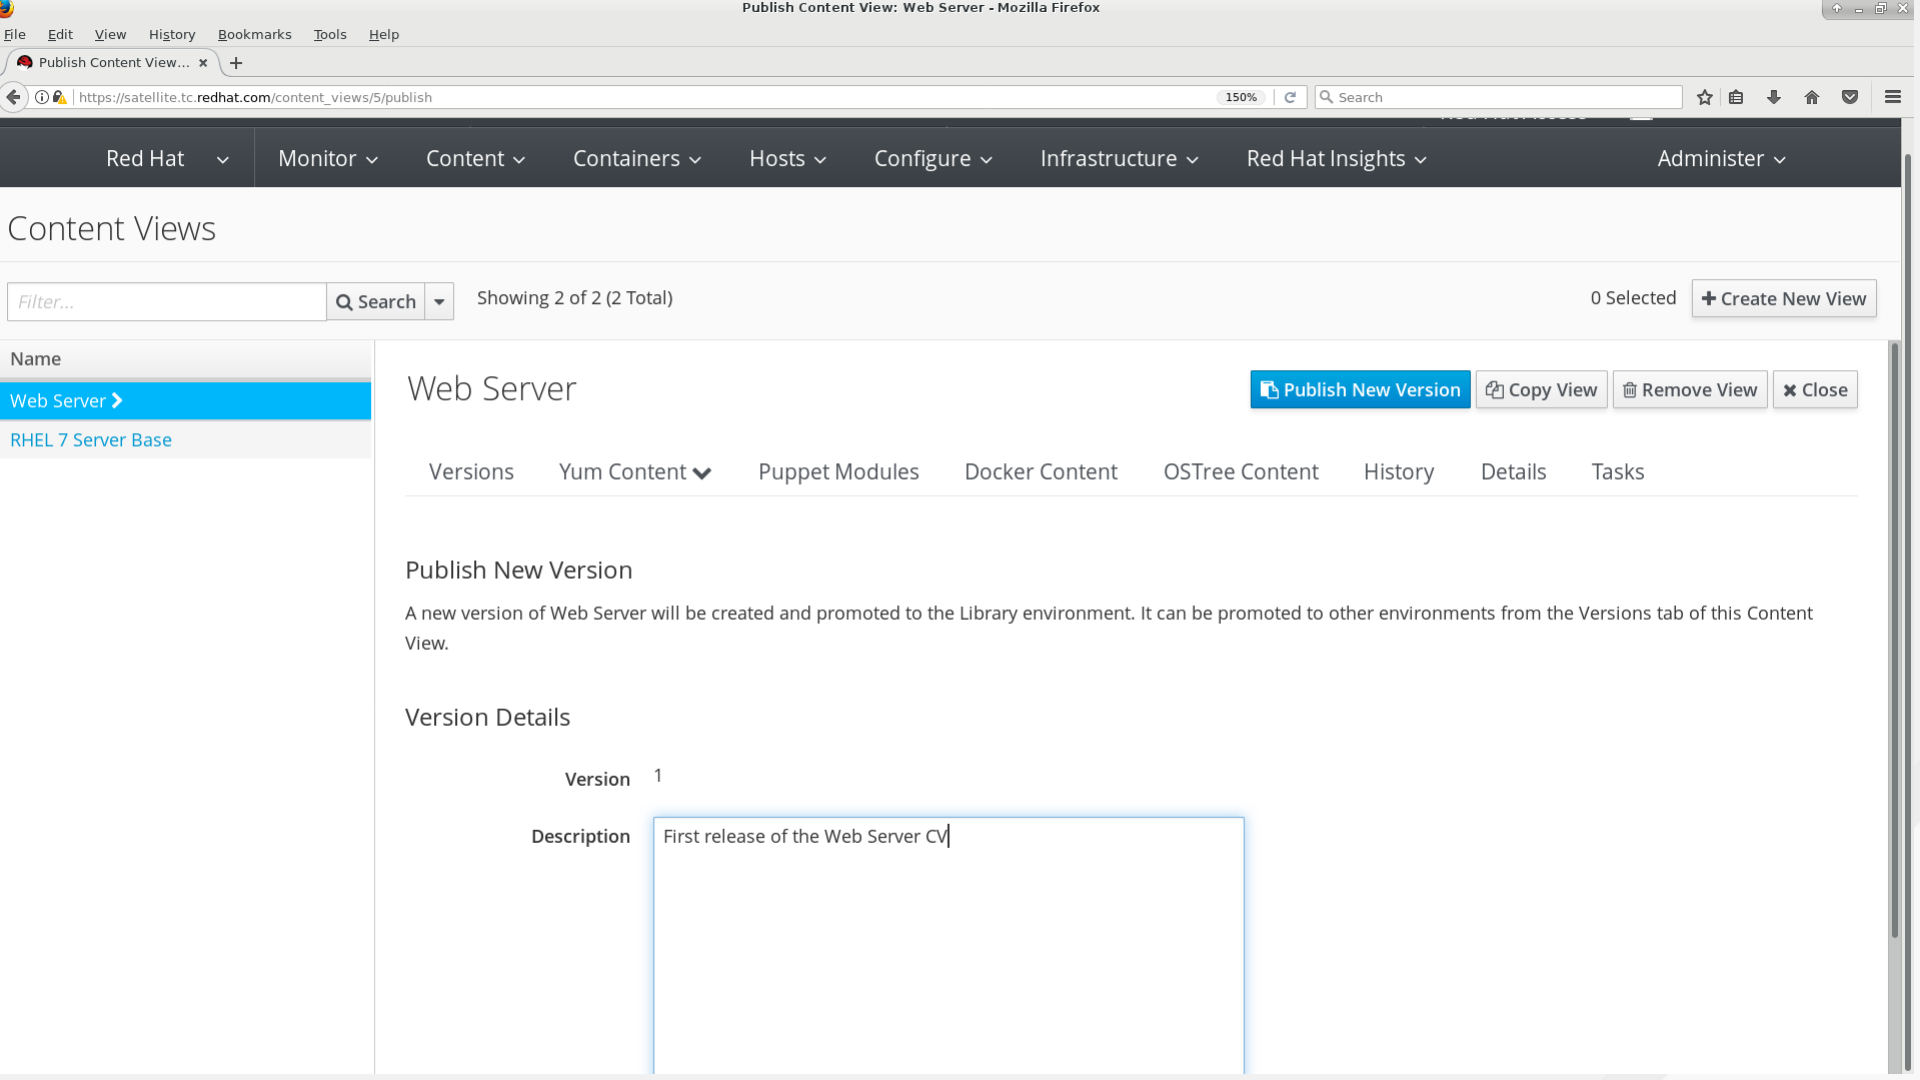 Publish Content View: Web Server - Mozilla Firefox
File Edit View History Bookmarks Tools Help
Publish Content View...
https://satellite.tc.redhat.com/content_views/5/publish 150% Search
Red Hat Access
Red Hat Monitor Content Containers Hosts Configure Infrastructure Red Hat Insights Administer
Content Views
Filter... Search Showing 2 of 2 (2 Total) 0 Selected Create New View
Name
Web Server
RHEL 7 Server Base
Web Server Publish New Version Copy View Remove View Close
Versions Yum Content Puppet Modules Docker Content OSTree Content History Details Tasks
Publish New Version
A new version of Web Server will be created and promoted to the Library environment. It can be promoted to other environments from the Versions tab of this Content
View.
Version Details
Version 1
Description First release of the Web Server CV